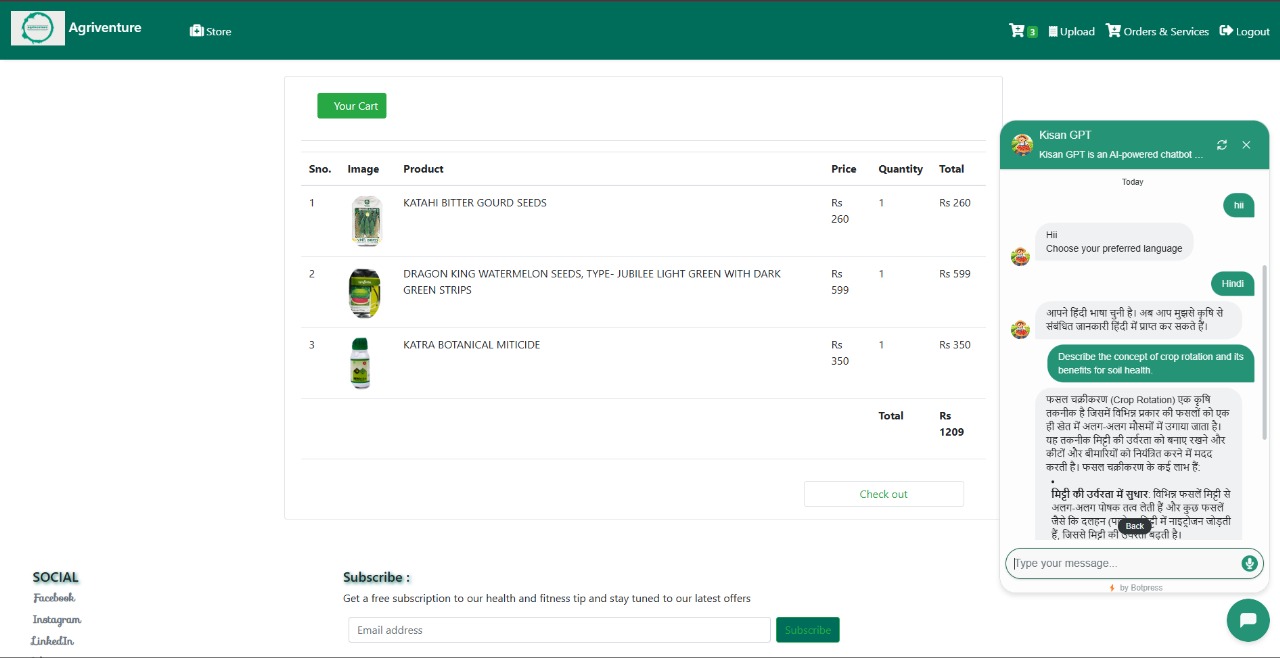 Agriventure
Store
3
Upload
Orders & Services
Logout
Your Cart
Sno. Image Product Price Quantity Total
1 KATAHI BITTER GOURD SEEDS Rs 1 Rs 260
260
2 DRAGON KING WATERMELON SEEDS, TYPE- JUBILEE LIGHT GREEN WITH DARK Rs 1 Rs 599
GREEN STRIPS 599
3 KATRA BOTANICAL MITICIDE Rs 1 Rs 350
350
Total Rs
1209
Check out
Kisan GPT
Kisan GPT is an AI-powered chatbot ...
Today
hii
Hii
Choose your preferred language
Hindi
आपने हिंदी भाषा चुनी है। अब आप मुझसे कृषि से
संबंधित जानकारी हिंदी में प्राप्त कर सकते हैं।
Describe the concept of crop rotation and its
benefits for soil health.
फसल चक्रीकरण (Crop Rotation) एक कृषि
तकनीक है जिसमें विभिन्न प्रकार की फसलों को एक
ही खेत में अलग-अलग मौसमों में उगाया जाता है।
यह तकनीक मिट्टी की उर्वरता को बनाए रखने और
कीटों और बीमारियों को नियंत्रित करने में मदद
करती है। फसल चक्रीकरण के कई लाभ हैं:
•
मिट्टी की उर्वरता में सुधार: विभिन्न फसलें मिट्टी से
अलग-अलग पोषक तत्व लेती हैं और कुछ फसलें
जैसे कि दलहन में नाइट्रोजन जोड़ती
हैं, जिससे मिट्टी की उर्वरता बढ़ती है।
Back
Type your message...
by Botpress
SOCIAL
Facebook
Instagram
LinkedIn
Subscribe :
Get a free subscription to our health and fitness tip and stay tuned to our latest offers
Email address
Subscribe